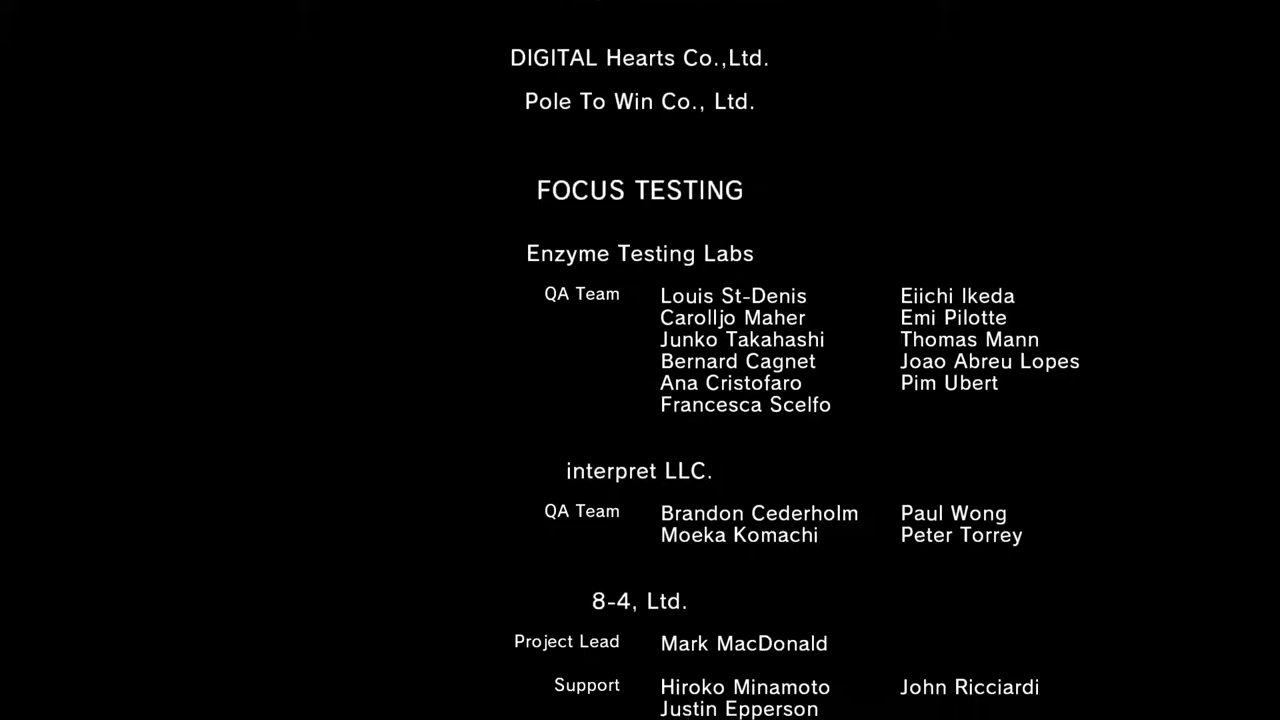 DIGITAL Hearts Co.,Ltd.
Pole To Win Co., Ltd.
FOCUS TESTING
Enzyme Testing Labs
QA Team Louis St-Denis Eiichi Ikeda
Carolljo Maher Emi Pilotte
Junko Takahashi Thomas Mann
Bernard Cagnet Joao Abreu Lopes
Ana Cristofaro Pim Ubert
Francesca Scelfo
interpret LLC.
QA Team Brandon Cederholm Paul Wong
Moeka Komachi Peter Torrey
8-4, Ltd.
Project Lead Mark MacDonald
Support Hiroko Minamoto John Ricciardi
Justin Epperson